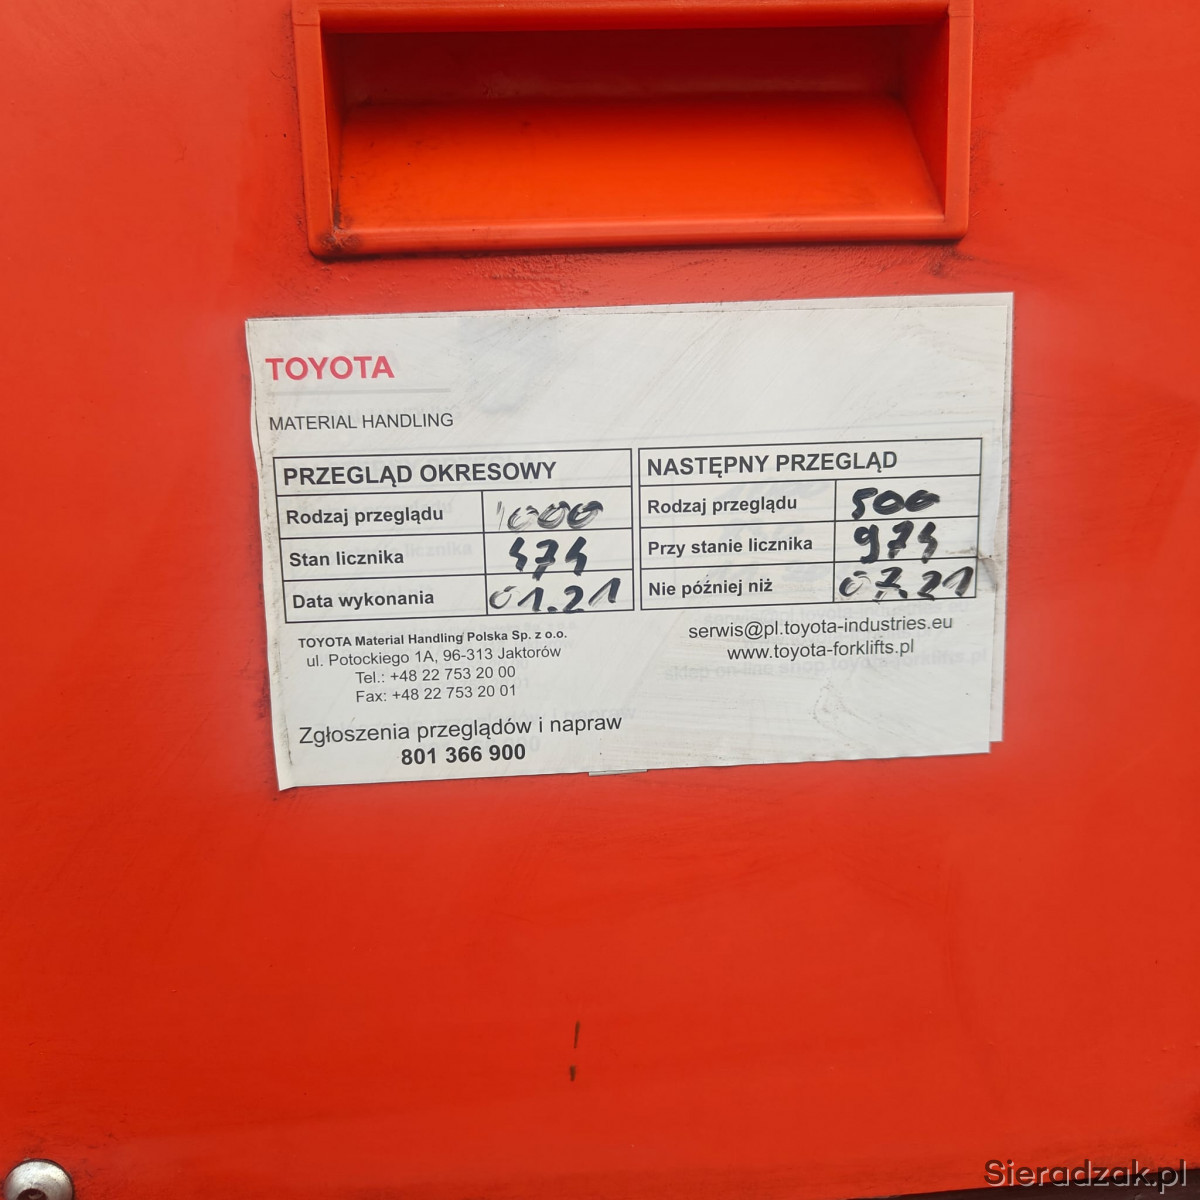 TOYOTA
MATERIAL HANDLING
PRZEGLĄD OKRESOWY
Rodzaj przeglądu 1000
Stan licznika 474
Data wykonania 01.21
NASTĘPNY PRZEGLĄD
Rodzaj przeglądu 500
Przy stanie licznika 974
Nie później niż 07.21
TOYOTA Material Handling Polska Sp. z o.o.
ul. Potockiego 1A, 96-313 Jaktorów
Tel.: +48 22 753 20 00
Fax: +48 22 753 20 01
Zgłoszenia przeglądów i napraw
801 366 900
serwis@pl.toyota-industries.eu
www.toyota-forklifts.pl
Sieradzak.pl